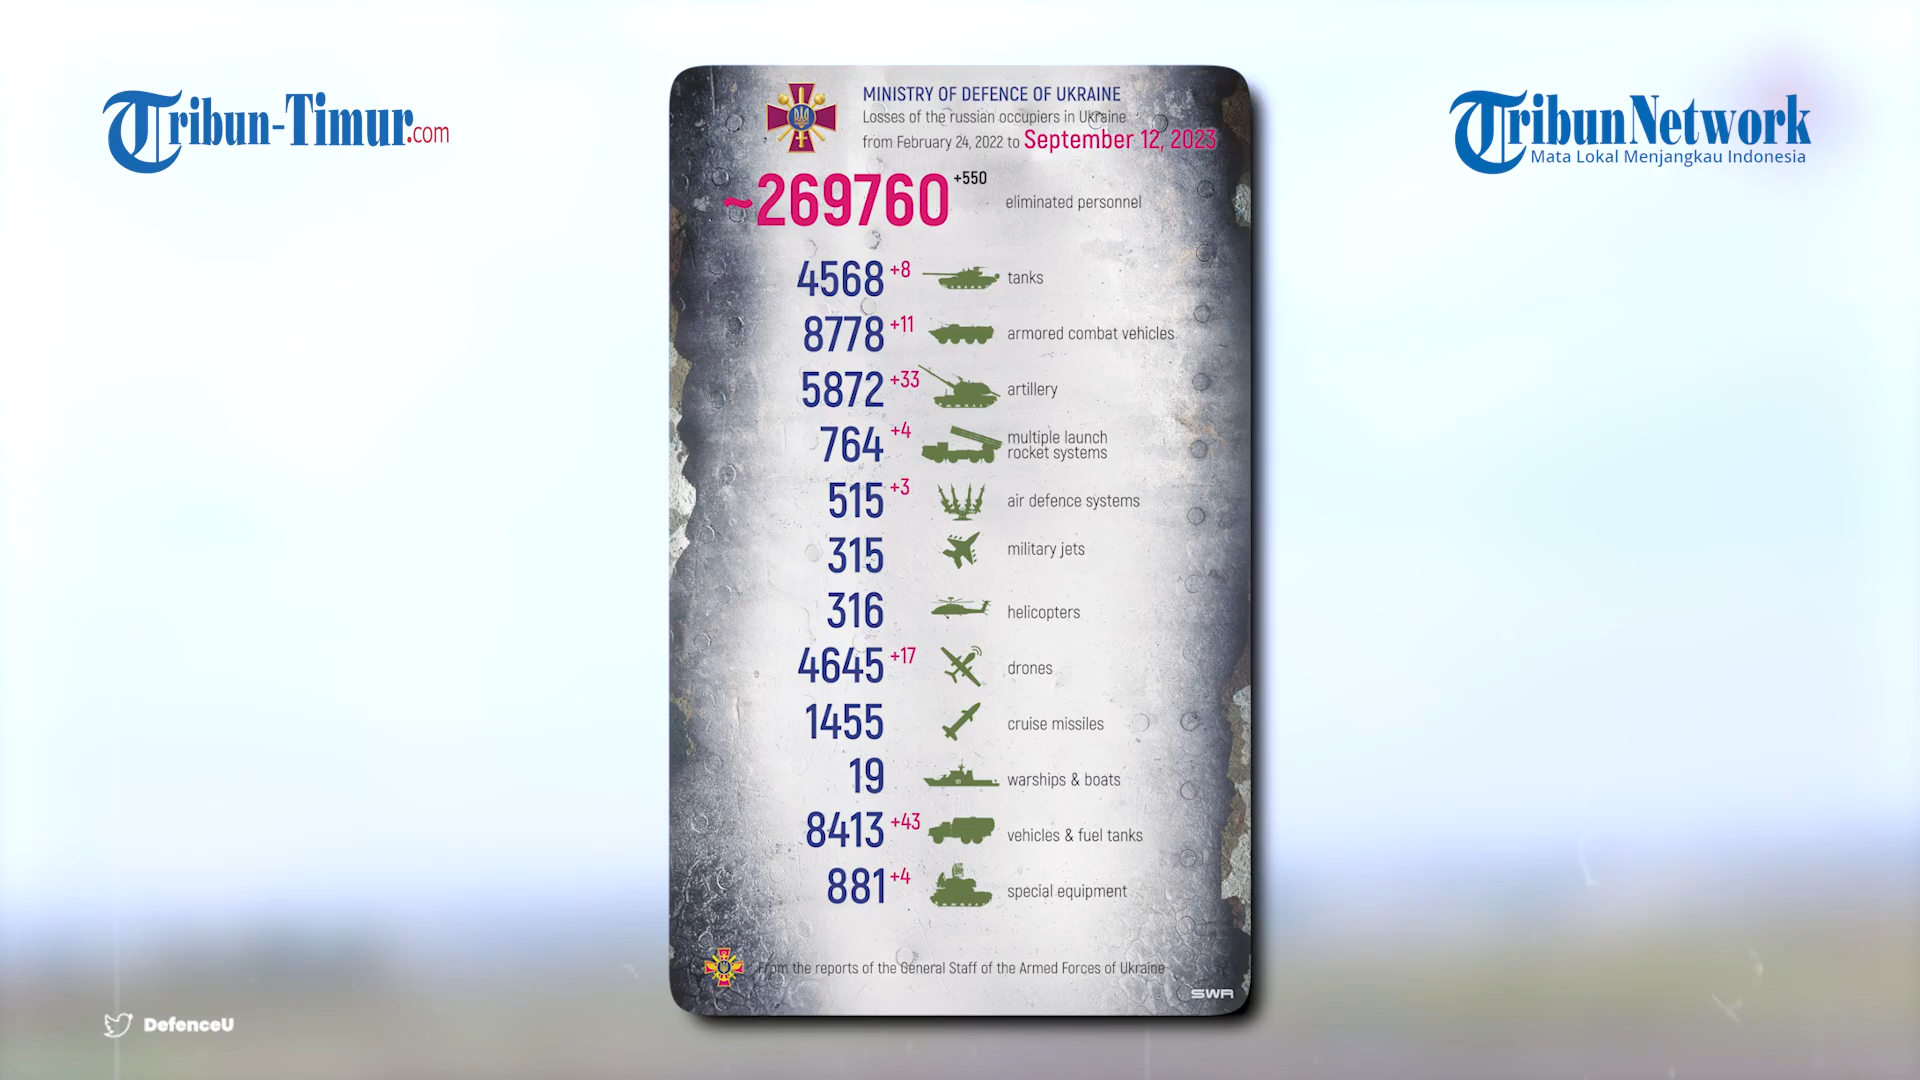 Tribun-Timur.com
TribunNetwork
Mata Lokal Menjangkau Indonesia
MINISTRY OF DEFENCE OF UKRAINE
Losses of the russian occupiers in Ukraine
from February 24, 2022 to September 12, 2023
~269760 +550 eliminated personnel
4568 +8 tanks
8778 +11 armored combat vehicles
5872 +33 artillery
764 +4 multiple launch
rocket systems
515 +3 air defence systems
315 military jets
316 helicopters
4645 +17 drones
1455 cruise missiles
19 warships & boats
8413 +43 vehicles & fuel tanks
881 +4 special equipment
From the reports of the General Staff of the Armed Forces of Ukraine
SWA
DefenceU